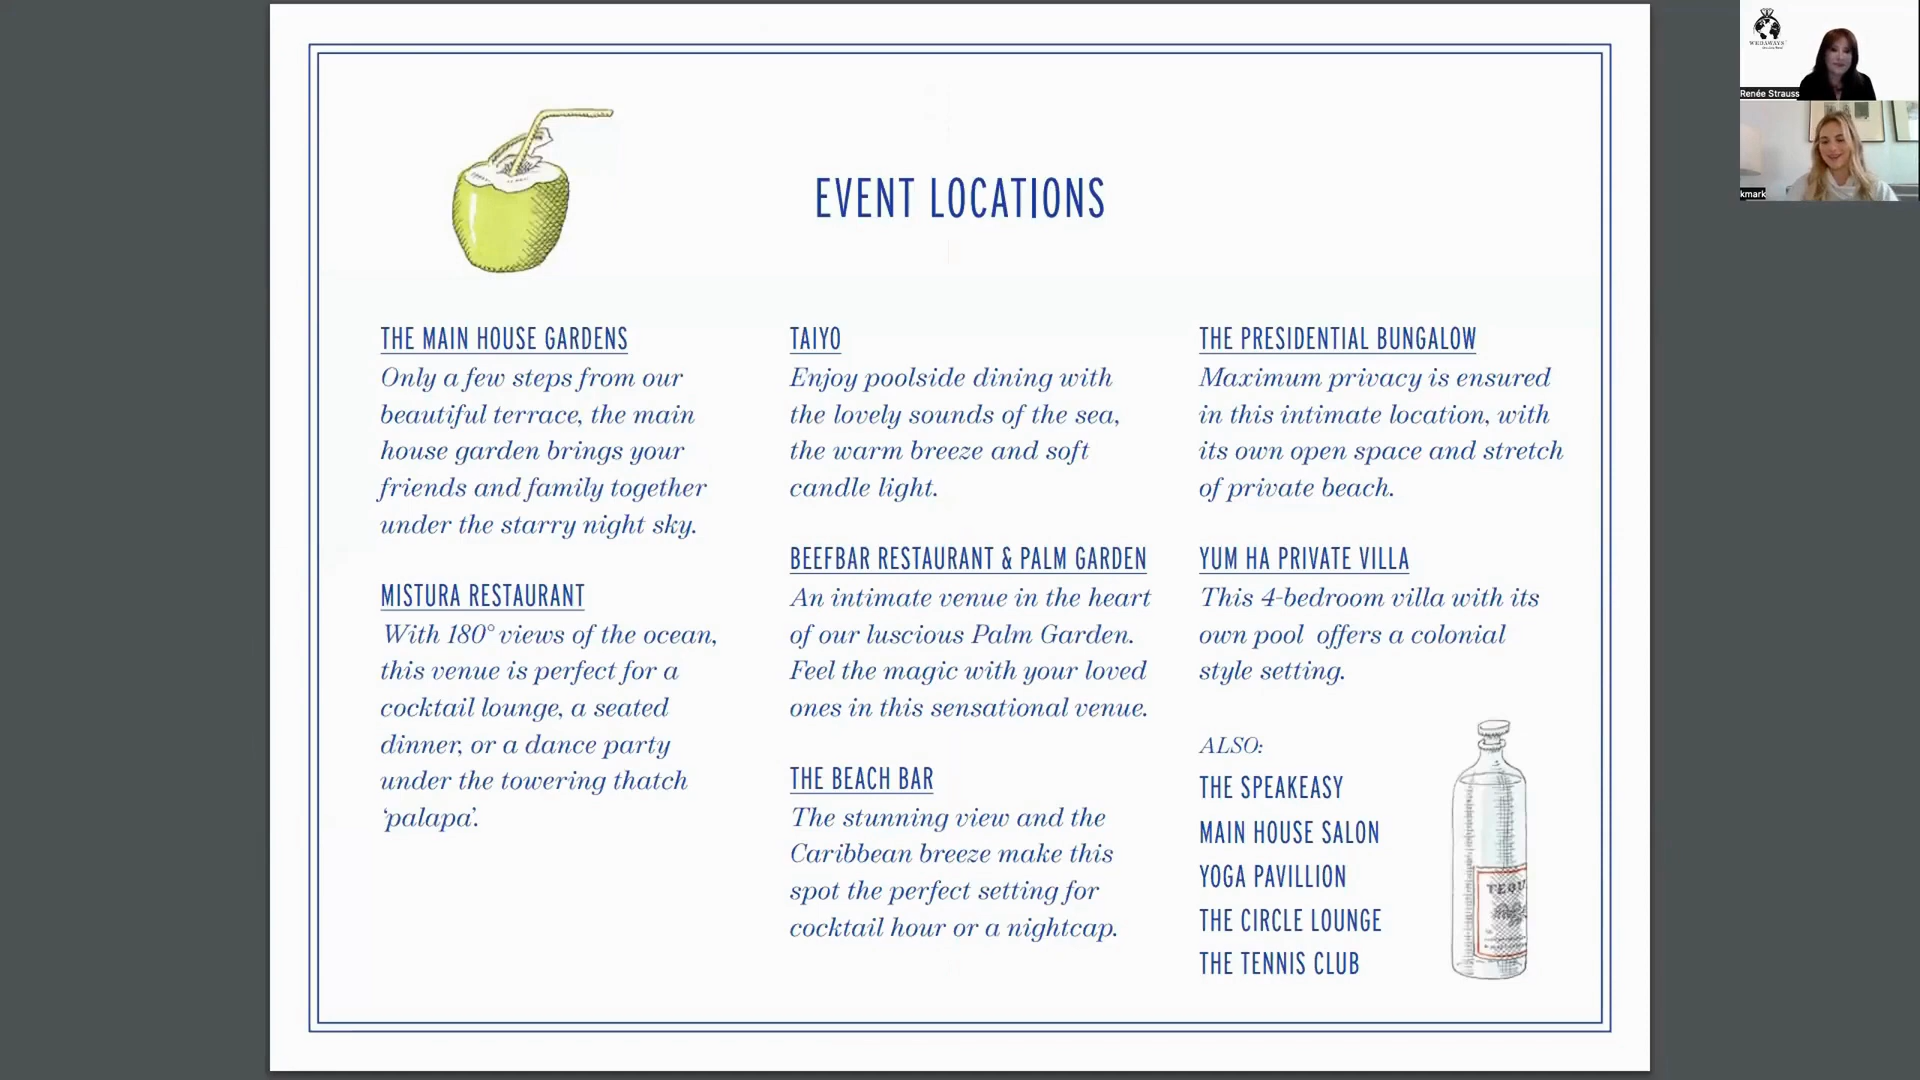 EVENT LOCATIONS
THE MAIN HOUSE GARDENS
Only a few steps from our
beautiful terrace, the main
house garden brings your
friends and family together
under the starry night sky.
MISTURA RESTAURANT
With 180° views of the ocean,
this venue is perfect for a
cocktail lounge, a seated
dinner, or a dance party
under the towering thatch
‘palapa’.
TAIYO
Enjoy poolside dining with
the lovely sounds of the sea,
the warm breeze and soft
candle light.
BEEFBAR RESTAURANT & PALM GARDEN
An intimate venue in the heart
of our luscious Palm Garden.
Feel the magic with your loved
ones in this sensational venue.
THE BEACH BAR
The stunning view and the
Caribbean breeze make this
spot the perfect setting for
cocktail hour or a nightcap.
THE PRESIDENTIAL BUNGALOW
Maximum privacy is ensured
in this intimate location, with
its own open space and stretch
of private beach.
YUM HA PRIVATE VILLA
This 4-bedroom villa with its
own pool offers a colonial
style setting.
ALSO:
THE SPEAKEASY
MAIN HOUSE SALON
YOGA PAVILLION
THE CIRCLE LOUNGE
THE TENNIS CLUB
TEQU
WEDAWAYS
Renée Strauss
kmark